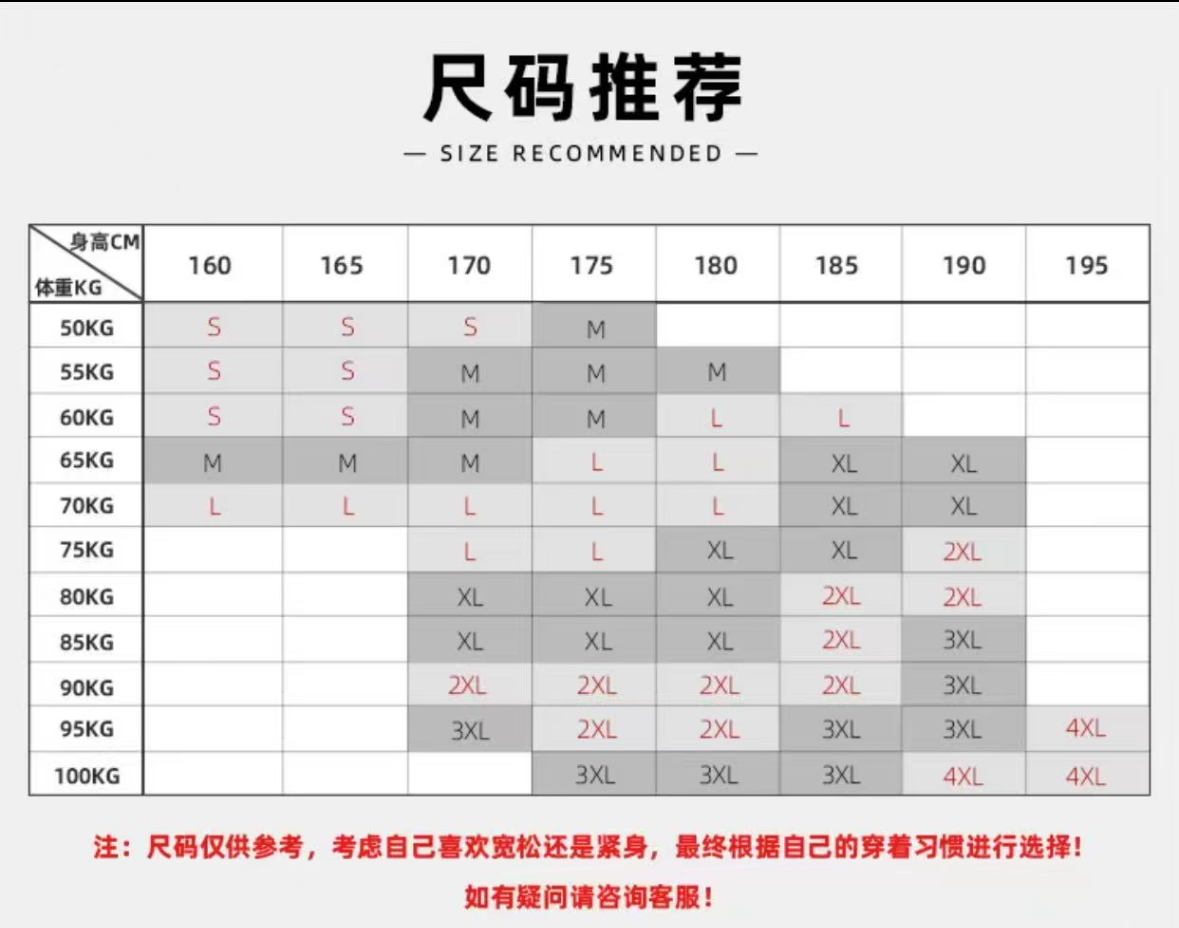 尺码推荐
— SIZE RECOMMENDED —
身高CM 160 165 170 175 180 185 190 195
体重KG
50KG S S S M
55KG S S M M M
60KG S S M M L L
65KG M M M L L XL XL
70KG L L L L L XL XL
75KG L L XL XL 2XL
80KG XL XL XL 2XL 2XL
85KG XL XL XL 2XL 3XL
90KG 2XL 2XL 2XL 2XL 3XL
95KG 3XL 2XL 2XL 3XL 3XL 4XL
100KG 3XL 3XL 3XL 4XL 4XL
注：尺码仅供参考，考虑自己喜欢宽松还是紧身，最终根据自己的穿着习惯进行选择！
如有疑问请咨询客服！